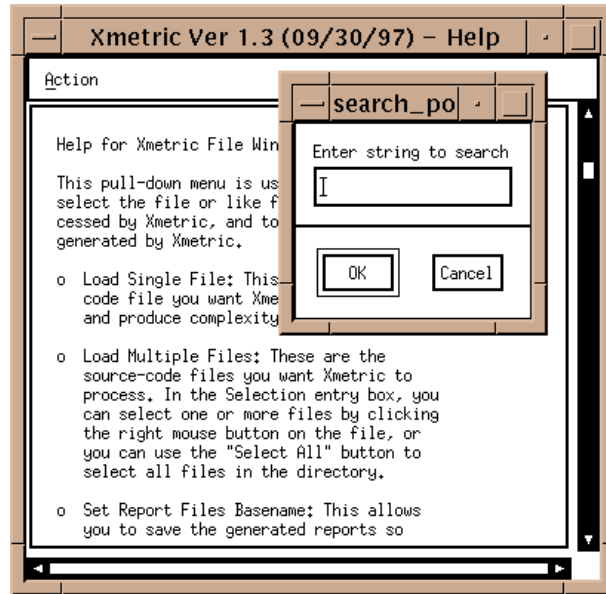 Xmetric Ver 1.3 (09/30/97) – Help
Action
Help for Xmetric File Win
This pull-down menu is us
select the file or like f
cessed by Xmetric, and to
generated by Xmetric.
o Load Single File: This
code file you want Xme
and produce complexity
o Load Multiple Files: These are the
source-code files you want Xmetric to
process. In the Selection entry box, you
can select one or more files by clicking
the right mouse button on the file, or
you can use the "Select All" button to
select all files in the directory.
o Set Report Files Basename: This allows
you to save the generated reports so
search_po
Enter string to search
OK
Cancel